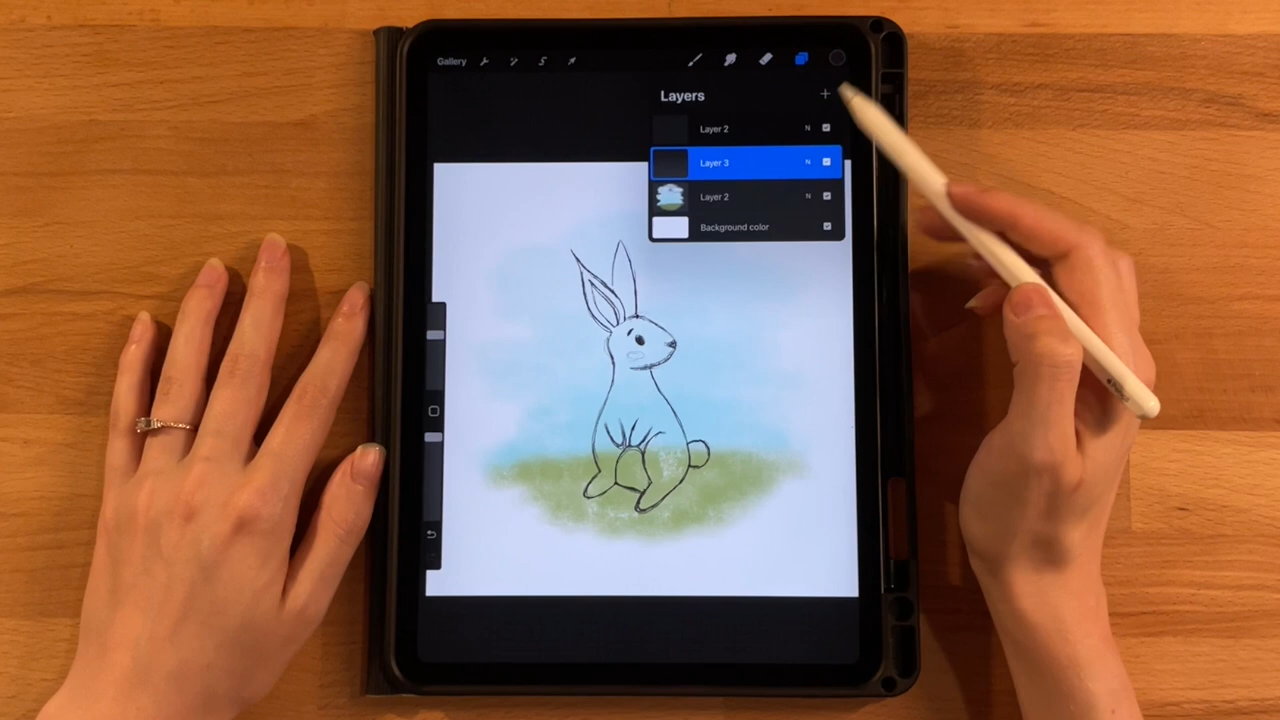 Gallery
Layers
Layer 2 N
Layer 3 N
Layer 2 N
Background color